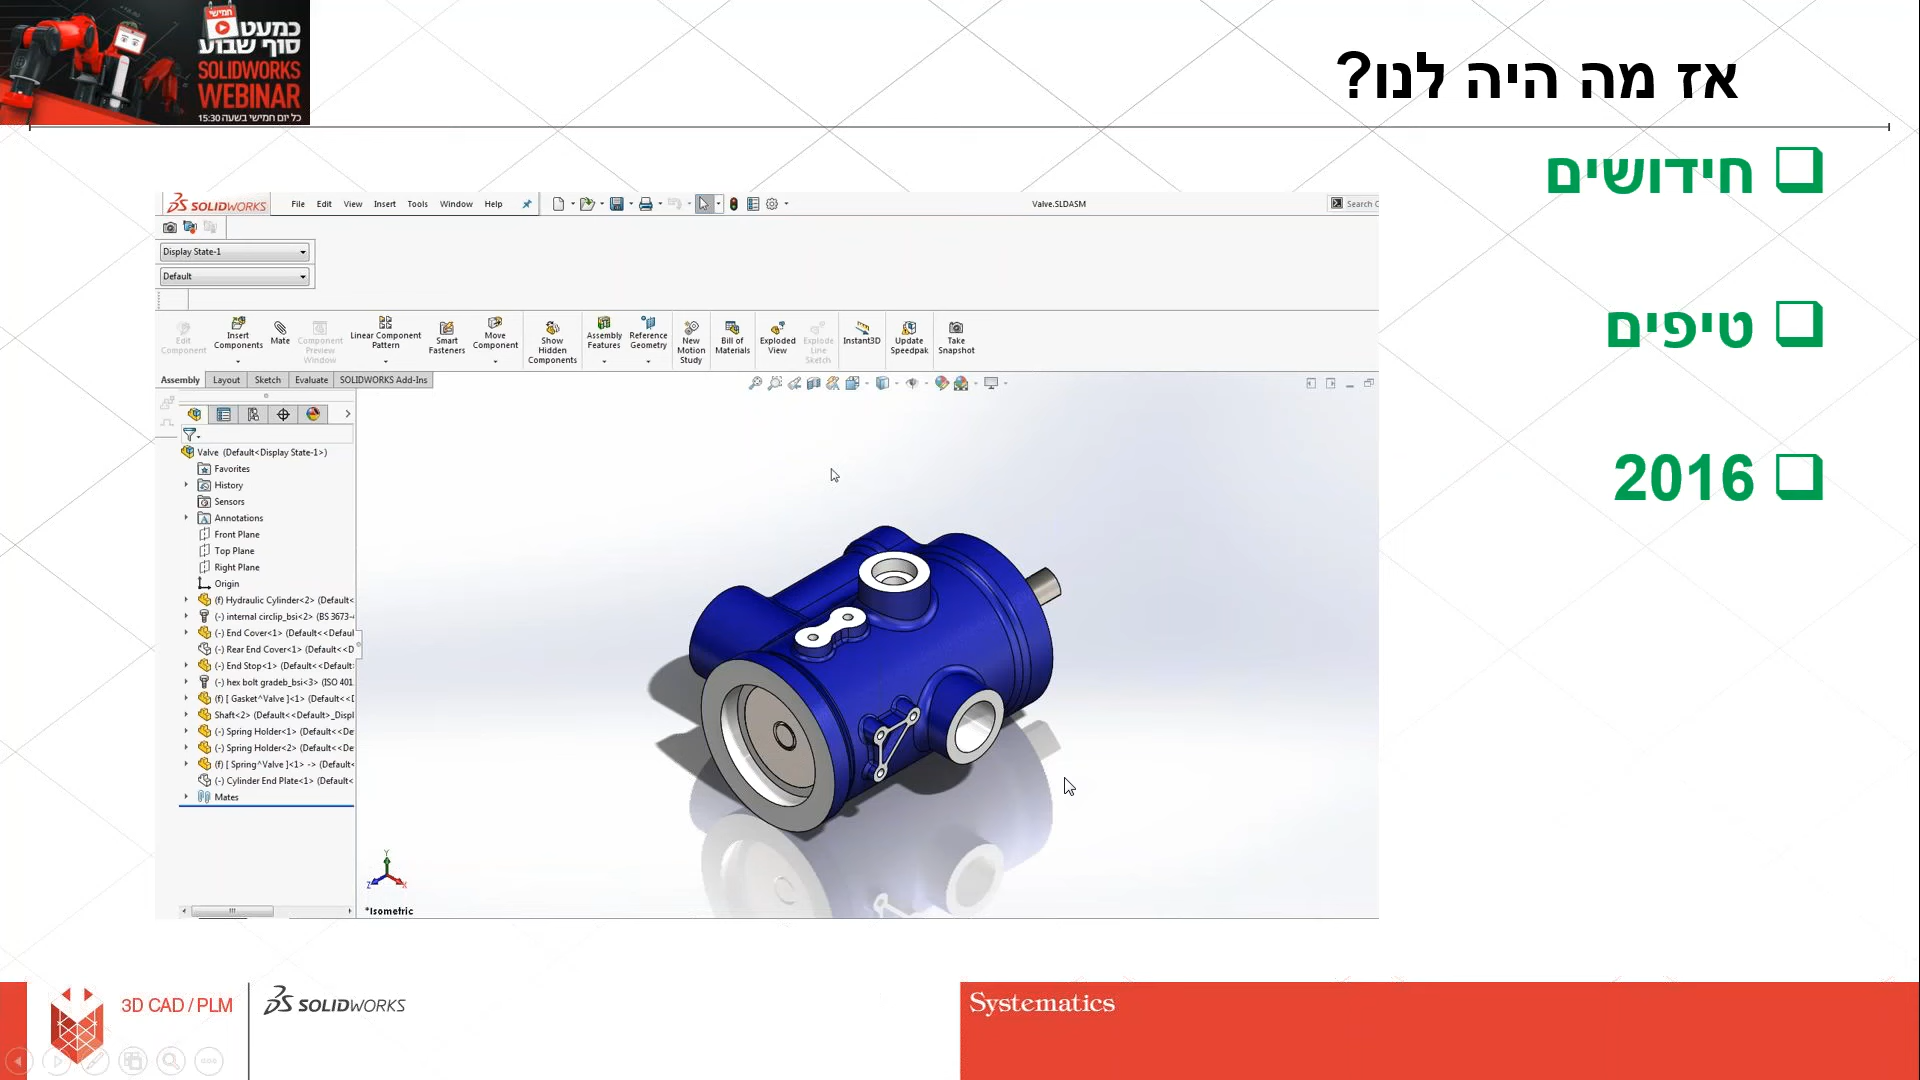 חמישי
כמעט
סוף שבוע
SOLIDWORKS
WEBINAR
כל יום חמישי בשעה 15:30
אז מה היה לנו?
חידושים
טיפים
2016
SOLIDWORKS
File Edit View Insert Tools Window Help
Valve.SLDASM
Search C
Display State-1
Default
Edit Component
Insert Components
Mate
Component Preview Window
Linear Component Pattern
Smart Fasteners
Move Component
Show Hidden Components
Assembly Features
Reference Geometry
New Motion Study
Bill of Materials
Exploded View
Explode Line Sketch
Instant3D
Update Speedpak
Take Snapshot
Assembly Layout Sketch Evaluate SOLIDWORKS Add-Ins
Valve (Default<Display State-1>)
Favorites
History
Sensors
Annotations
Front Plane
Top Plane
Right Plane
Origin
(f) Hydraulic Cylinder<2> (Default<
(-) internal circlip_bsi<2> (BS 3673-
(-) End Cover<1> (Default<<Defaul
(-) Rear End Cover<1> (Default<<D
(-) End Stop<1> (Default<<Default
(-) hex bolt gradeb_bsi<3> (ISO 401
(f) [ Gasket^Valve ]<1> (Default<<D
Shaft<2> (Default<<Default>_Displ
(-) Spring Holder<1> (Default<<De
(-) Spring Holder<2> (Default<<De
(f) [ Spring^Valve ]<1> -> (Default<
(-) Cylinder End Plate<1> (Default<
Mates
Y
Z
X
*Isometric
3D CAD / PLM
SOLIDWORKS
Systematics